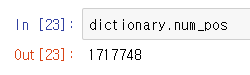 In [23]: dictionary.num_pos
Out[23]: 1717748